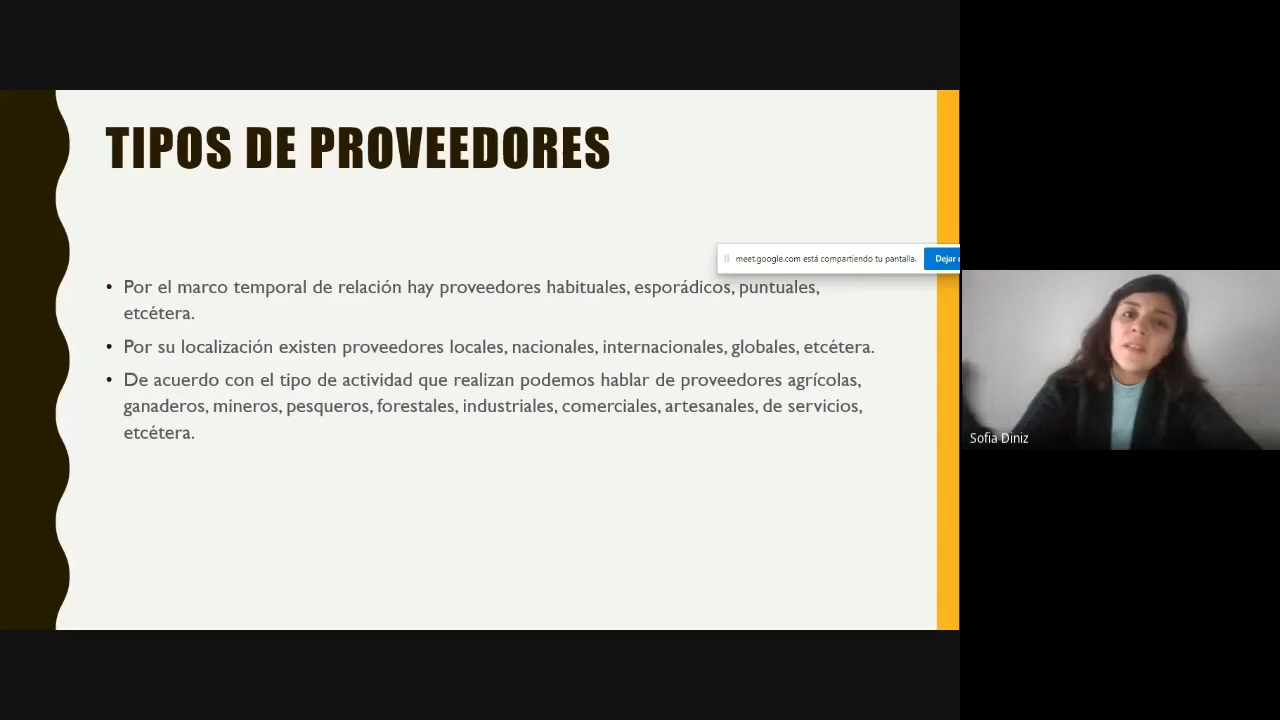 TIPOS DE PROVEEDORES
meet.google.com está compartiendo tu pantalla.
Dejar
• Por el marco temporal de relación hay proveedores habituales, esporádicos, puntuales,
etcétera.
• Por su localización existen proveedores locales, nacionales, internacionales, globales, etcétera.
• De acuerdo con el tipo de actividad que realizan podemos hablar de proveedores agrícolas,
ganaderos, mineros, pesqueros, forestales, industriales, comerciales, artesanales, de servicios,
etcétera.
Sofia Diniz